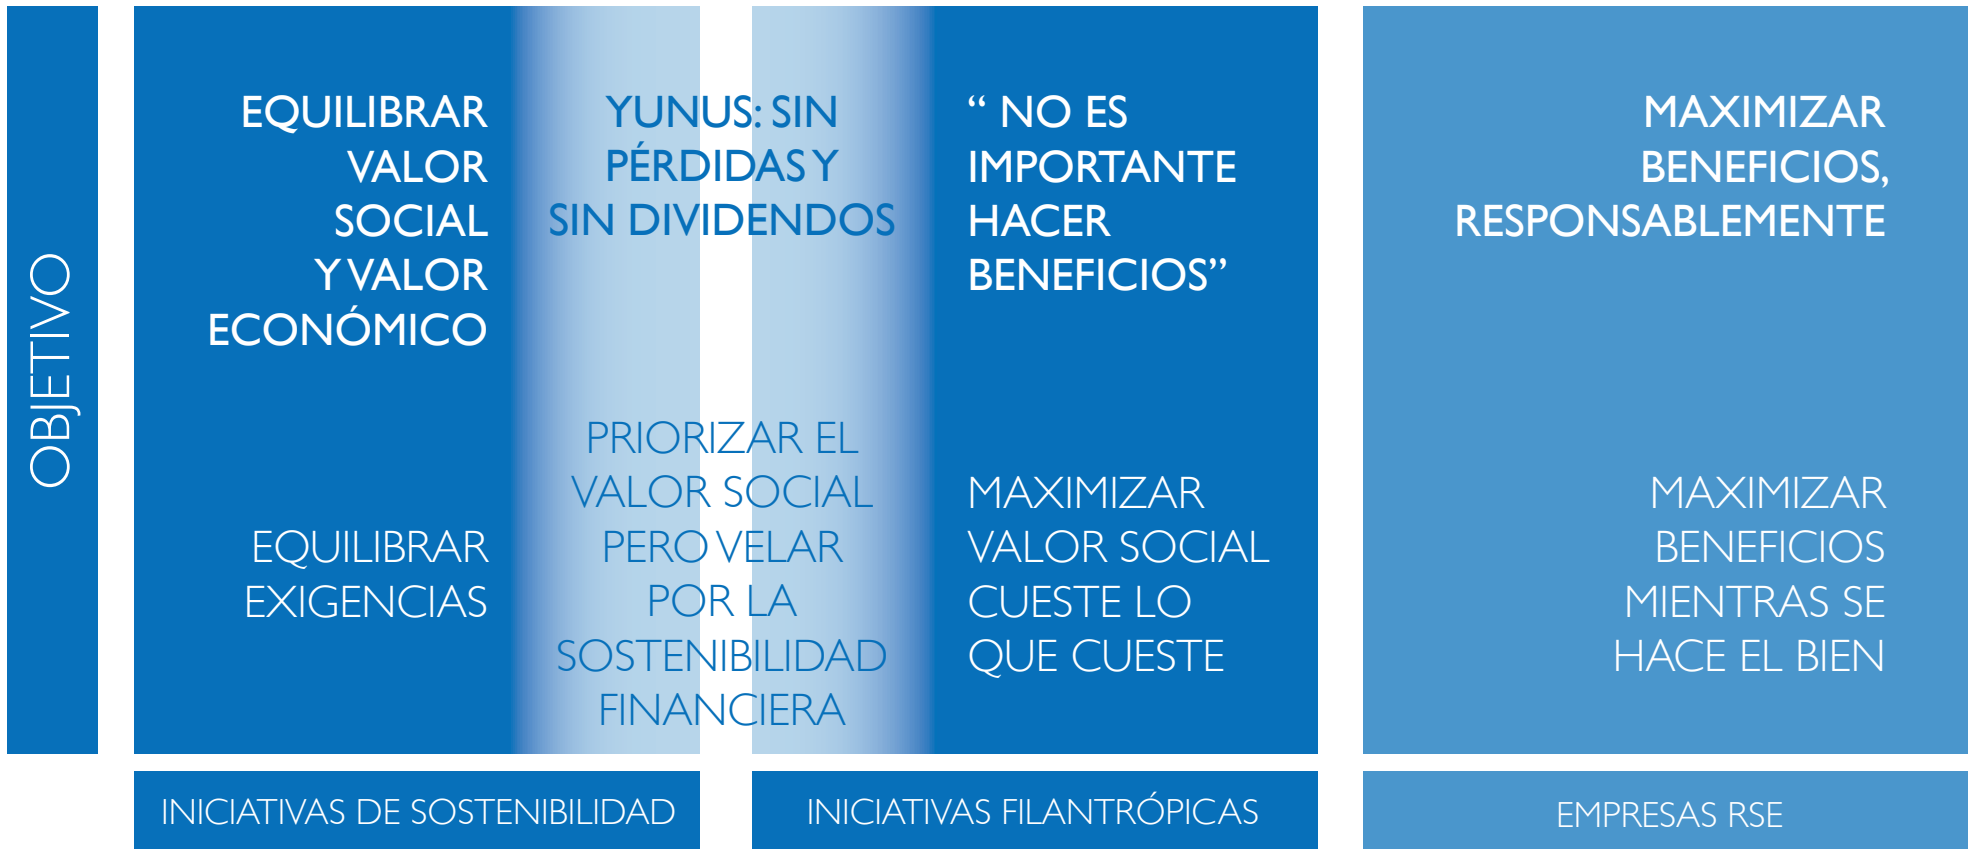 OBJETIVO
EQUILIBRAR
VALOR
SOCIAL
Y VALOR
ECONÓMICO
EQUILIBRAR
EXIGENCIAS
YUNUS: SIN
PÉRDIDAS Y
SIN DIVIDENDOS
PRIORIZAR EL
VALOR SOCIAL
PERO VELAR
POR LA
SOSTENIBILIDAD
FINANCIERA
“ NO ES
IMPORTANTE
HACER
BENEFICIOS”
MAXIMIZAR
VALOR SOCIAL
CUESTE LO
QUE CUESTE
MAXIMIZAR
BENEFICIOS,
RESPONSABLEMENTE
MAXIMIZAR
BENEFICIOS
MIENTRAS SE
HACE EL BIEN
INICIATIVAS DE SOSTENIBILIDAD
INICIATIVAS FILANTRÓPICAS
EMPRESAS RSE